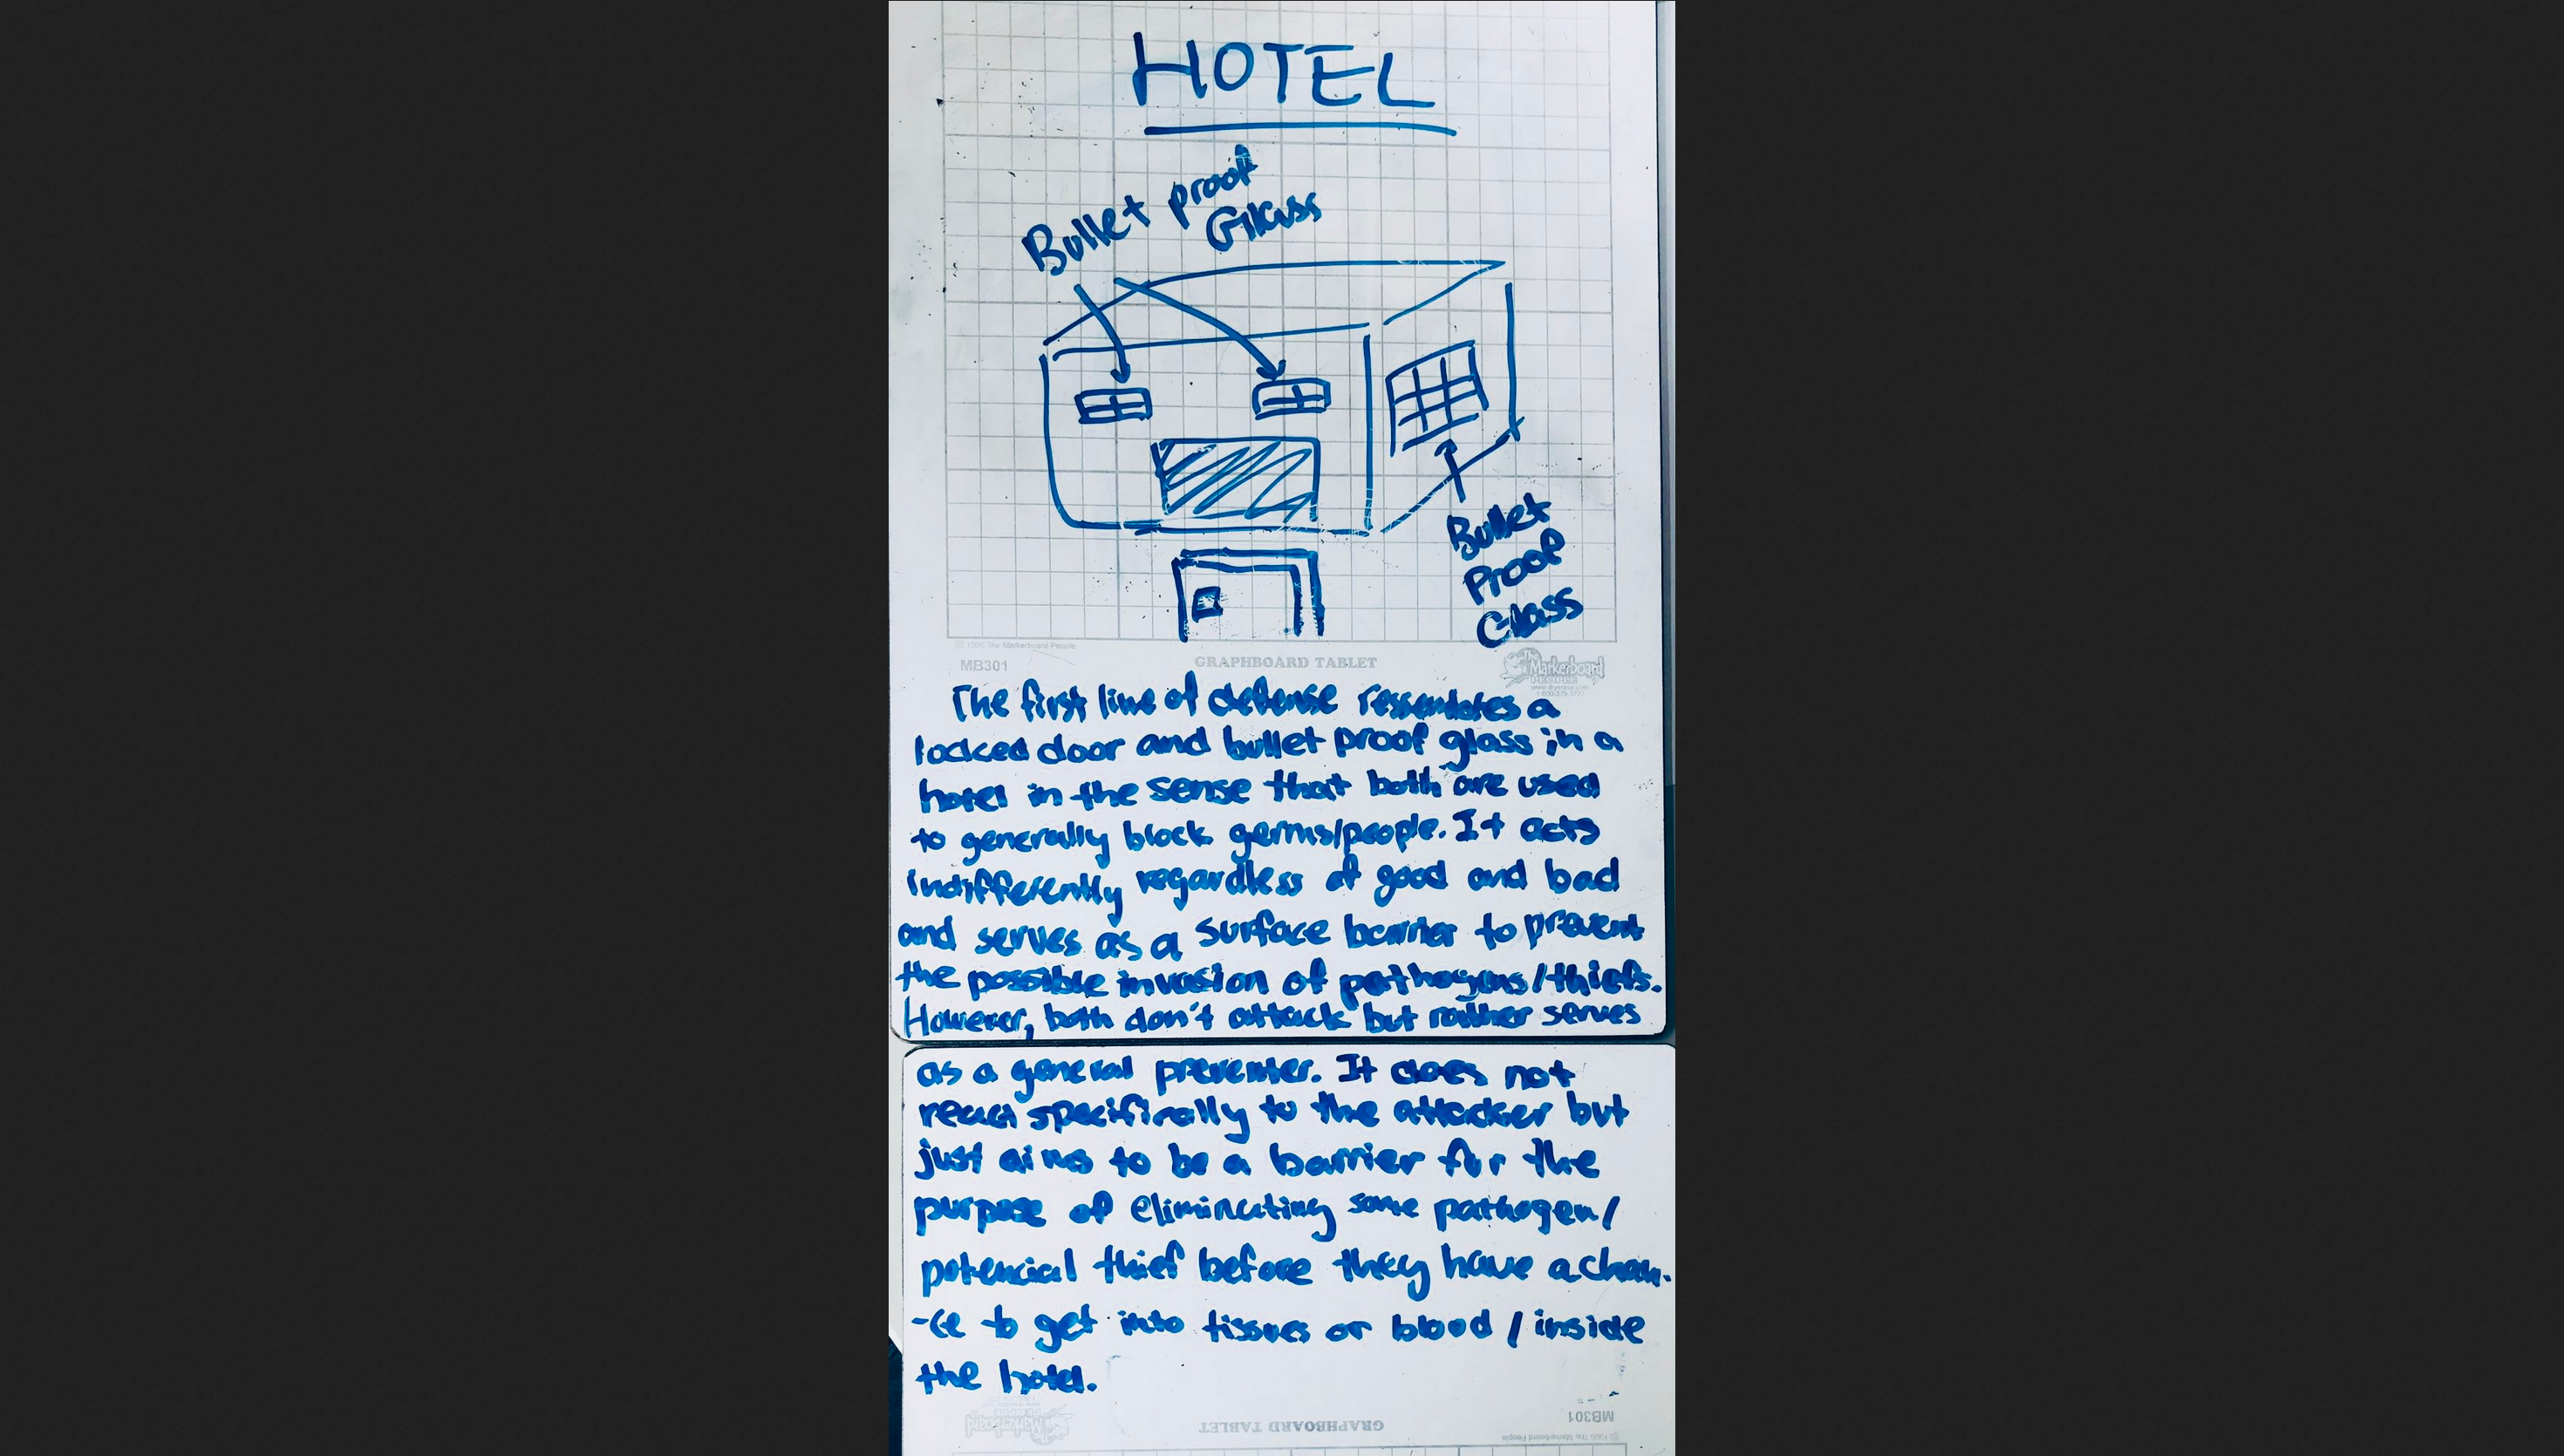 HOTEL
Bullet proof
Glass
Bullet
Proof
Glass
© 1990 The Markerboard People
MB301
GRAPHBOARD TABLET
The Markerboard
PEOPLE
The first line of defense ressembles a
locked door and bullet proof glass in a
hotel in the sense that both are used
to generally block germs/people. It acts
indifferently regardless of good and bad
and serves as a surface barrier to prevent
the possible invasion of pathogens/thiefs.
However, both don't attack but rather serves
as a general preventer. It does not
react specifically to the attacker but
just aims to be a barrier for the
purpose of eliminating some pathogen/
potencial thief before they have a chan-
-ce to get into tissues or blood / inside
the hotel.
GRAPHBOARD TABLET
MB301
© 1990 The Markerboard People